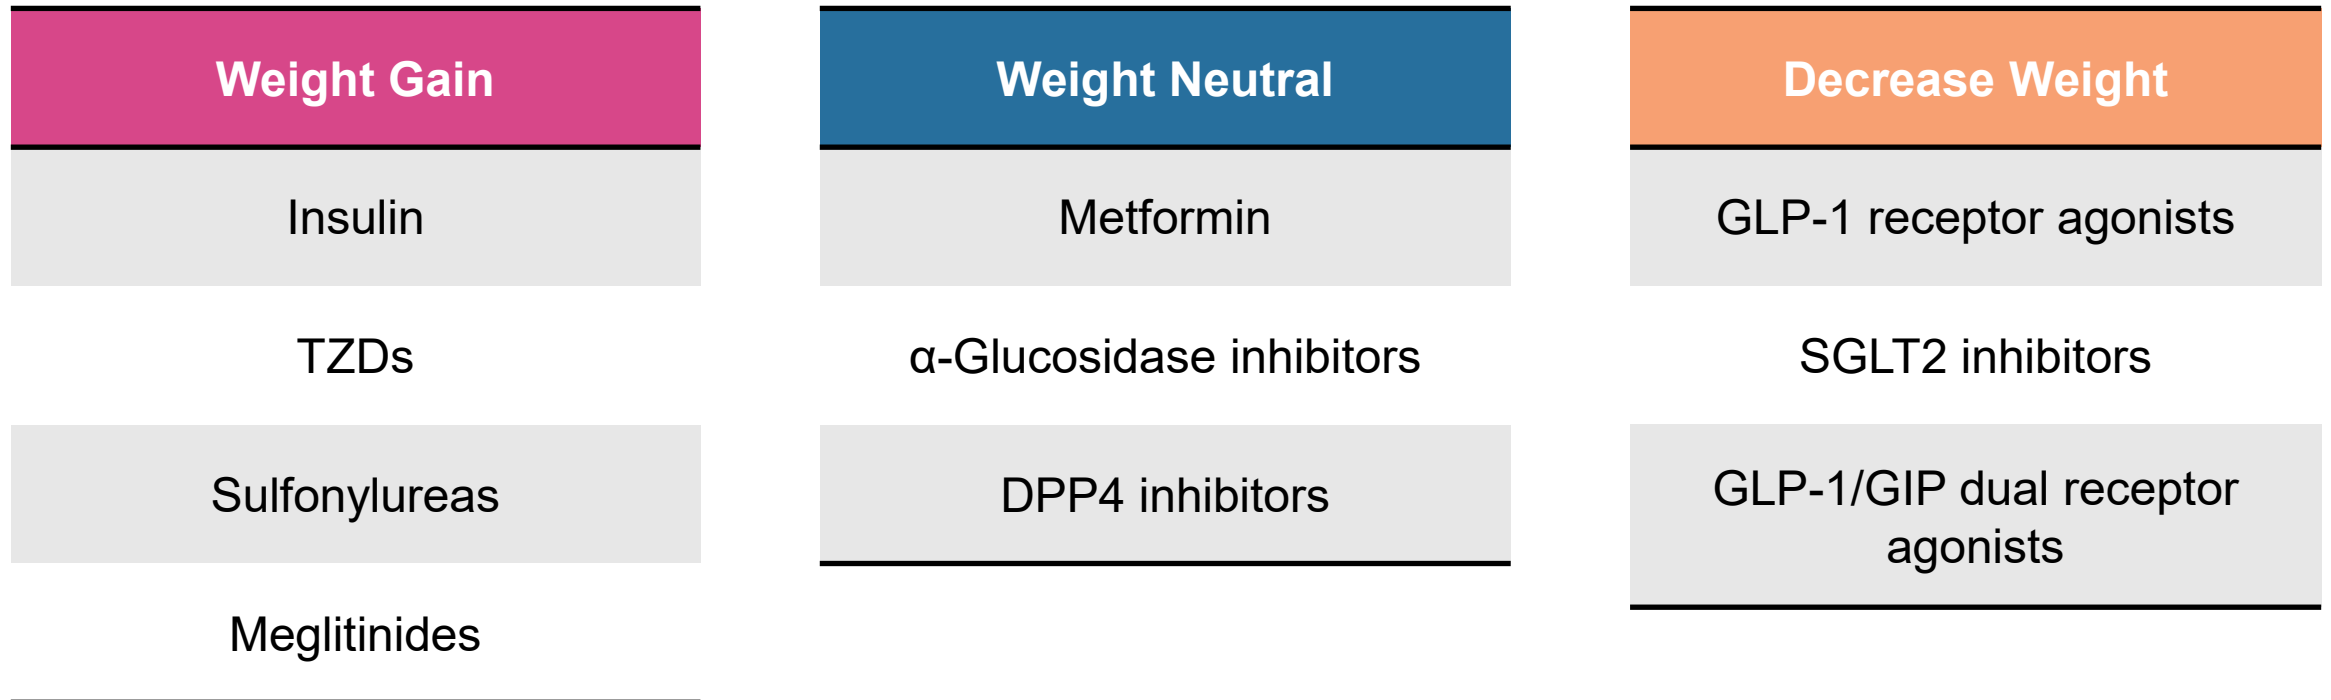 Weight Gain
Insulin
TZDs
Sulfonylureas
Meglitinides
Weight Neutral
Metformin
α-Glucosidase inhibitors
DPP4 inhibitors
Decrease Weight
GLP-1 receptor agonists
SGLT2 inhibitors
GLP-1/GIP dual receptor
agonists